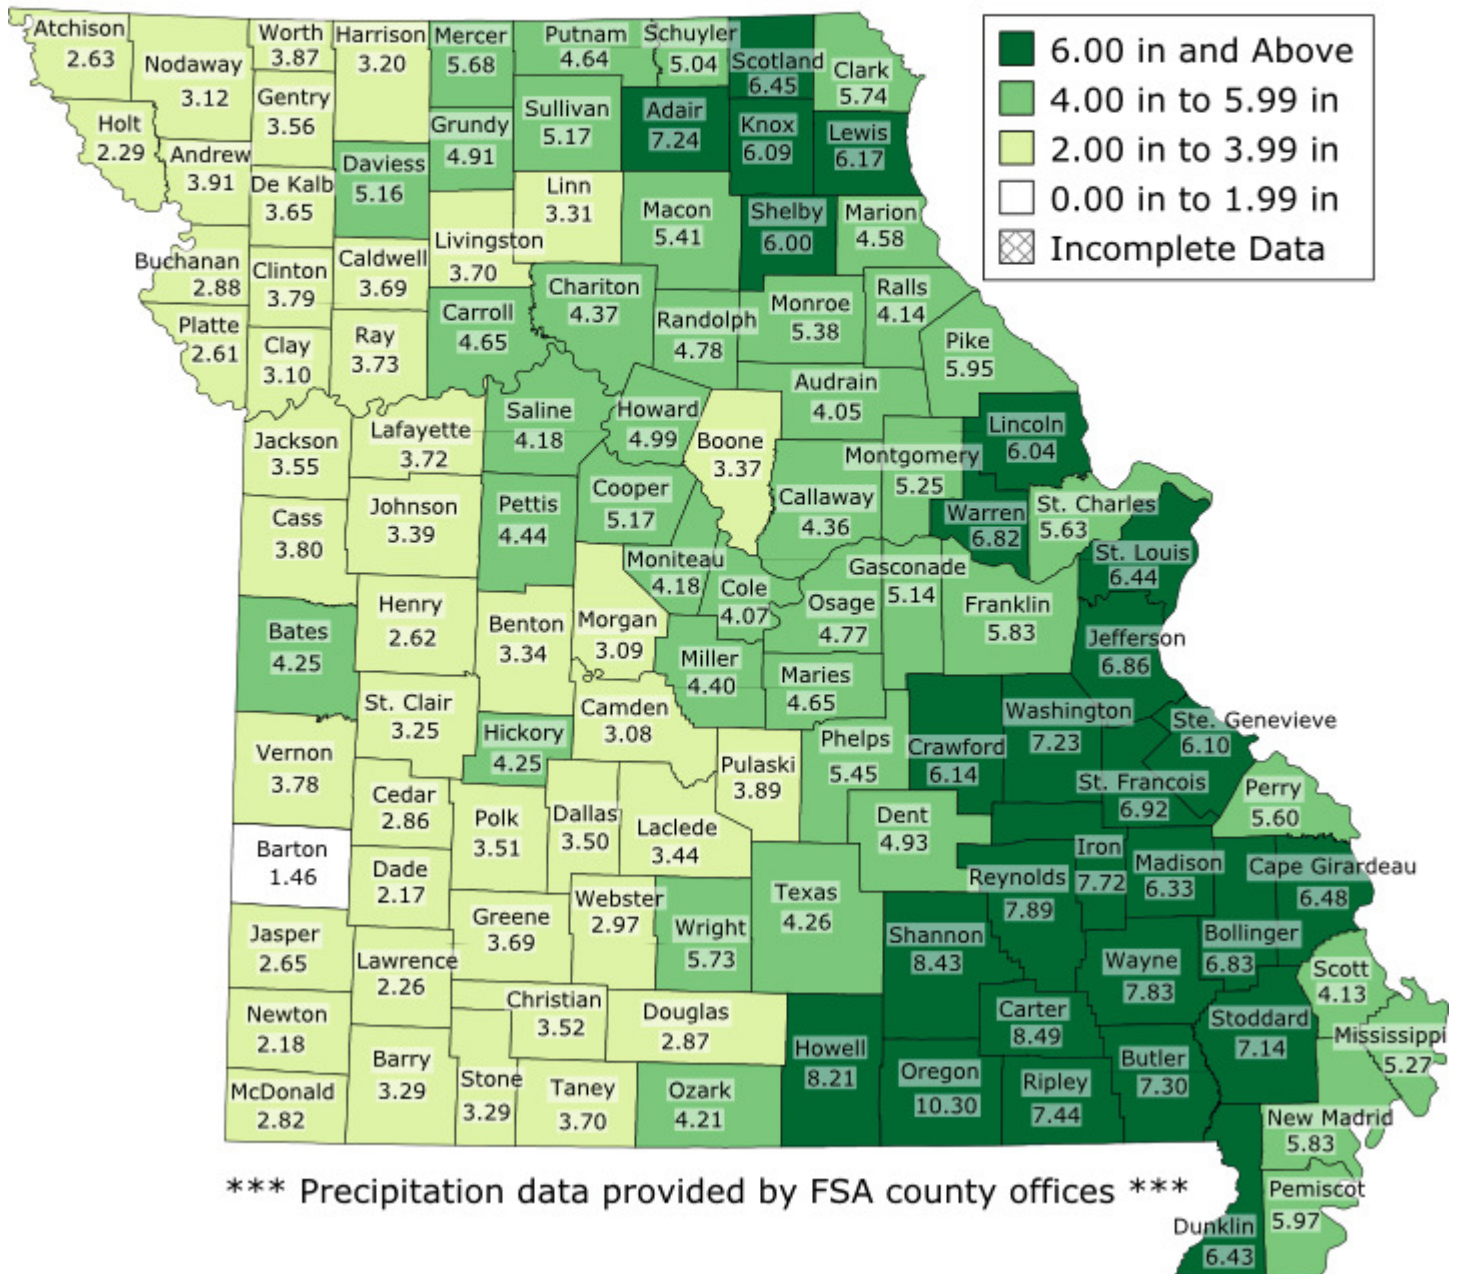 Atchison
2.63
Nodaway
3.12
Worth
3.87
Harrison
3.20
Mercer
5.68
Putnam
4.64
Schuyler
5.04
Scotland
6.45
Clark
5.74
6.00 in and Above
4.00 in to 5.99 in
2.00 in to 3.99 in
0.00 in to 1.99 in
Incomplete Data
Holt
2.29
Andrew
3.91
Gentry
3.56
De Kalb
3.65
Daviess
5.16
Grundy
4.91
Sullivan
5.17
Adair
7.24
Knox
6.09
Lewis
6.17
Linn
3.31
Macon
5.41
Shelby
6.00
Marion
4.58
Buchanan
2.88
Clinton
3.79
Caldwell
3.69
Livingston
3.70
Chariton
4.37
Randolph
4.78
Monroe
5.38
Ralls
4.14
Pike
5.95
Platte
2.61
Clay
3.10
Ray
3.73
Carroll
4.65
Audrain
4.05
Jackson
3.55
Lafayette
3.72
Saline
4.18
Howard
4.99
Boone
3.37
Montgomery
5.25
Lincoln
6.04
Cass
3.80
Johnson
3.39
Pettis
4.44
Cooper
5.17
Callaway
4.36
Warren
6.82
St. Charles
5.63
St. Louis
6.44
Moniteau
4.18
Cole
4.07
Osage
4.77
Gasconade
5.14
Franklin
5.83
Jefferson
6.86
Bates
4.25
Henry
2.62
Benton
3.34
Morgan
3.09
Miller
4.40
Maries
4.65
St. Clair
3.25
Hickory
4.25
Camden
3.08
Pulaski
3.89
Phelps
5.45
Crawford
6.14
Washington
7.23
Ste. Genevieve
6.10
St. Francois
6.92
Perry
5.60
Vernon
3.78
Cedar
2.86
Polk
3.51
Dallas
3.50
Laclede
3.44
Dent
4.93
Iron
7.72
Madison
6.33
Cape Girardeau
6.48
Barton
1.46
Dade
2.17
Greene
3.69
Webster
2.97
Wright
5.73
Texas
4.26
Reynolds
7.89
Shannon
8.43
Wayne
7.83
Bollinger
6.83
Scott
4.13
Jasper
2.65
Lawrence
2.26
Christian
3.52
Douglas
2.87
Howell
8.21
Carter
8.49
Stoddard
7.14
Mississippi
5.27
Newton
2.18
Barry
3.29
Stone
3.29
Taney
3.70
Ozark
4.21
Oregon
10.30
Ripley
7.44
Butler
7.30
New Madrid
5.83
McDonald
2.82
Pemiscot
5.97
Dunklin
6.43
*** Precipitation data provided by FSA county offices ***